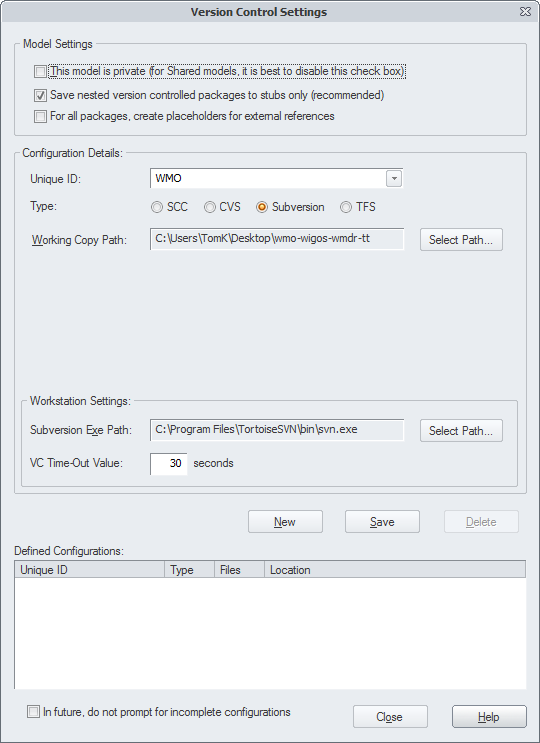 Version Control Settings
Model Settings
This model is private (for Shared models, it is best to disable this check box)
Save nested version controlled packages to stubs only (recommended)
For all packages, create placeholders for external references
Configuration Details:
Unique ID: WMO
Type: SCC CVS Subversion TFS
Working Copy Path: C:\Users\TomK\Desktop\wmo-wigos-wmdr-tt Select Path...
Workstation Settings:
Subversion Exe Path: C:\Program Files\TortoiseSVN\bin\svn.exe Select Path...
VC Time-Out Value: 30 seconds
New Save Delete
Defined Configurations:
Unique ID Type Files Location
In future, do not prompt for incomplete configurations
Close Help